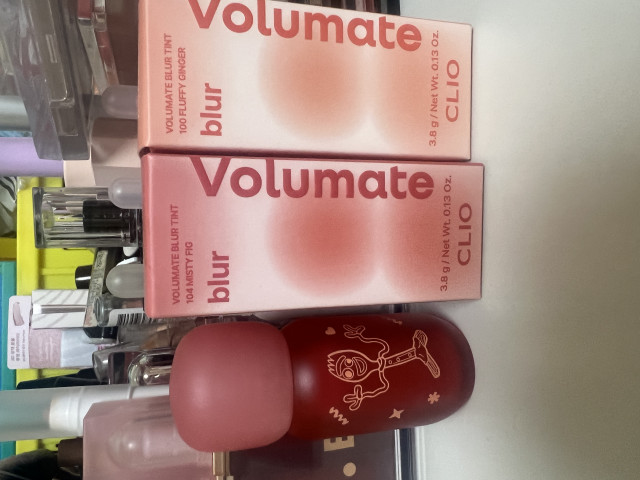 Volumate
VOLUMATE BLUR TINT
100 FLUFFY GINGER
blur
3.8 g / Net Wt. 0.13 Oz.
CLIO
Volumate
VOLUMATE BLUR TINT
104 MISTY FIG
blur
3.8 g / Net Wt. 0.13 Oz.
CLIO